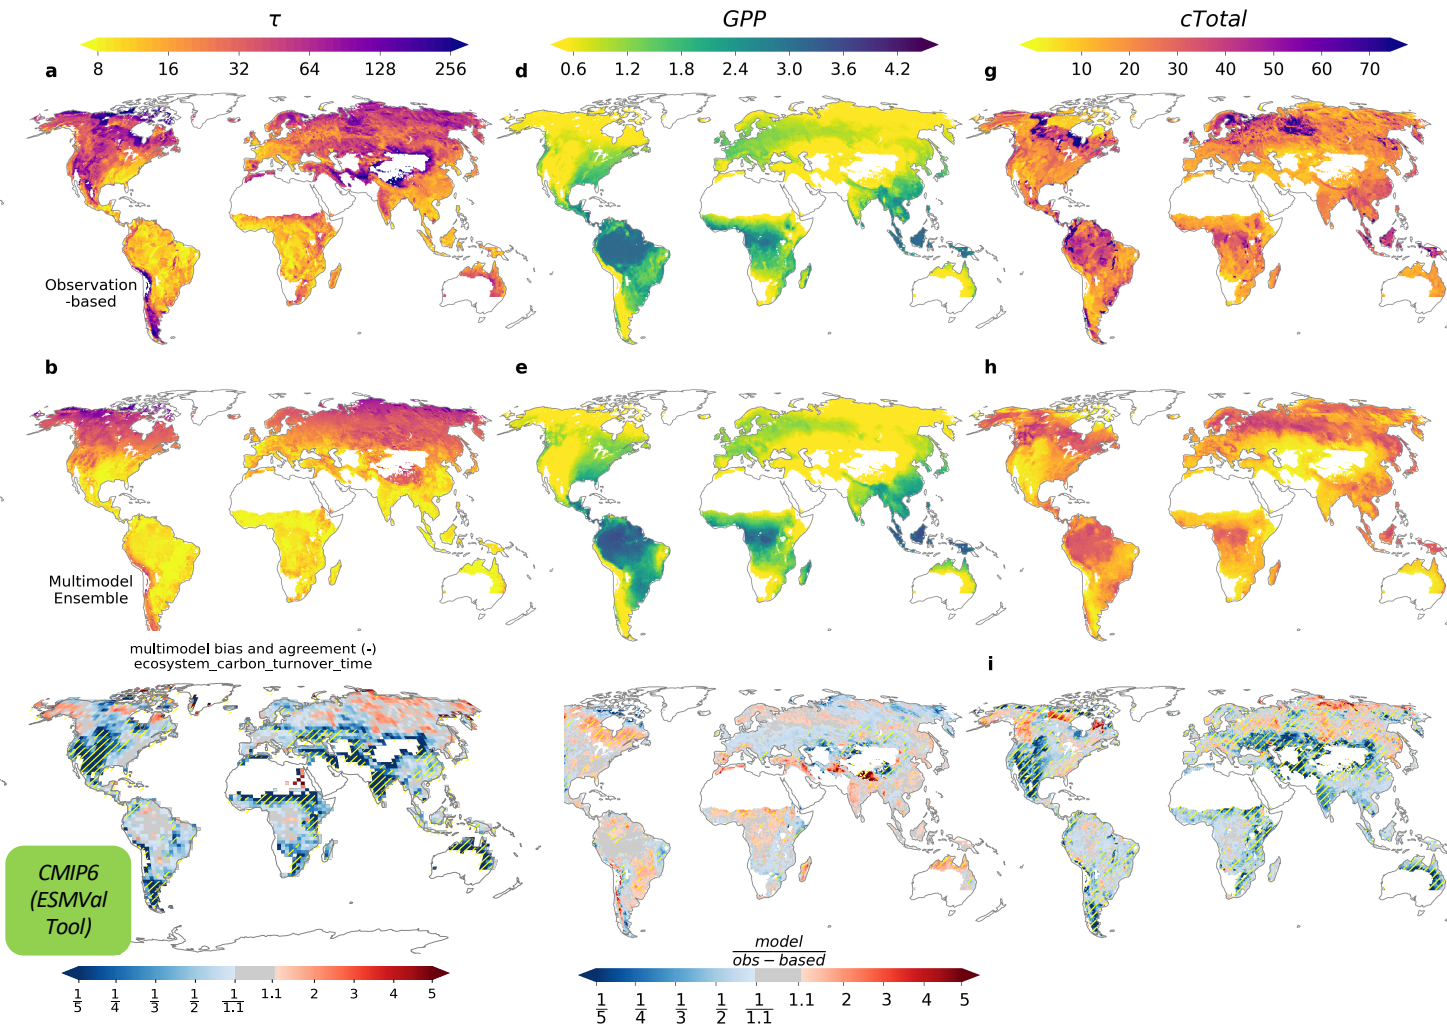 τ
GPP
cTotal
8 16 32 64 128 256
0.6 1.2 1.8 2.4 3.0 3.6 4.2
10 20 30 40 50 60 70
a
d
g
Observation
-based
b
e
h
Multimodel
Ensemble
multimodel bias and agreement (-)
ecosystem_carbon_turnover_time
i
CMIP6
(ESMVal
Tool)
model
obs − based
1/5 1/4 1/3 1/2 1/1.1 1.1 2 3 4 5
1/5 1/4 1/3 1/2 1/1.1 1.1 2 3 4 5